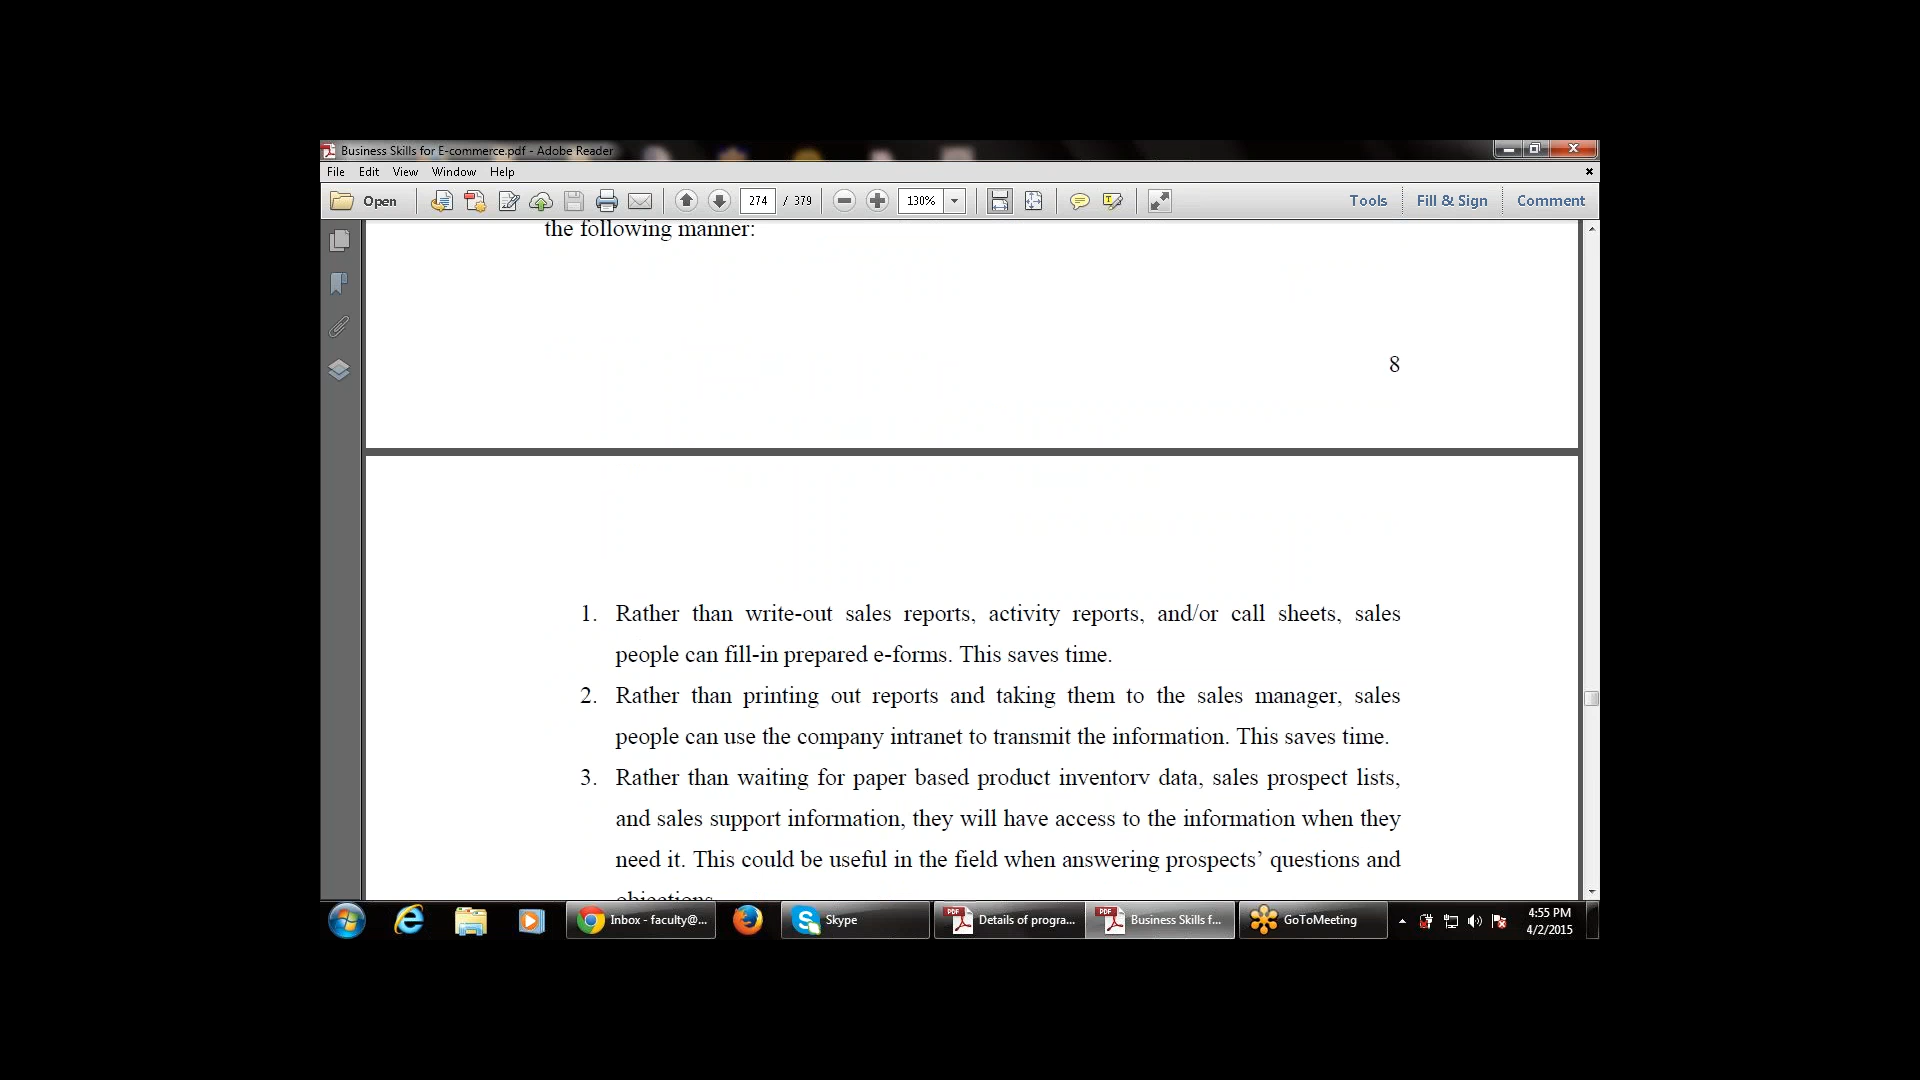 Business Skills for E-commerce.pdf - Adobe Reader
File Edit View Window Help
Open 274 / 379 130% Tools Fill & Sign Comment
the following manner:
8
1. Rather than write-out sales reports, activity reports, and/or call sheets, sales
people can fill-in prepared e-forms. This saves time.
2. Rather than printing out reports and taking them to the sales manager, sales
people can use the company intranet to transmit the information. This saves time.
3. Rather than waiting for paper based product inventory data, sales prospect lists,
and sales support information, they will have access to the information when they
need it. This could be useful in the field when answering prospects’ questions and
objections
Inbox - faculty@... Skype Details of progra... Business Skills f... GoToMeeting 4:55 PM
4/2/2015